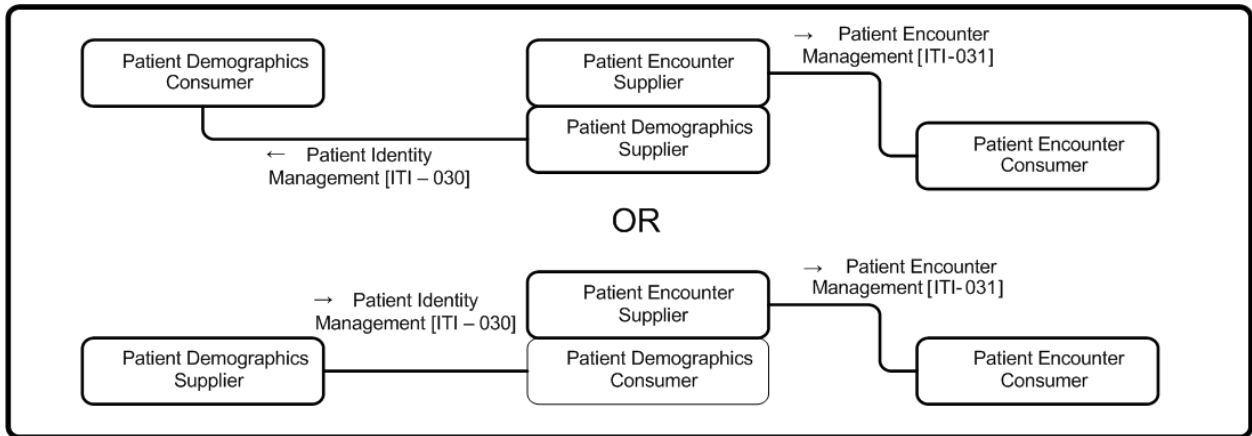 Patient Demographics
Consumer
Patient Encounter
Supplier
→ Patient Encounter
Management [ITI-031]
Patient Demographics
Supplier
← Patient Identity
Management [ITI – 030]
Patient Encounter
Consumer
OR
→ Patient Identity
Management [ITI – 030]
Patient Encounter
Supplier
→ Patient Encounter
Management [ITI-031]
Patient Demographics
Supplier
Patient Demographics
Consumer
Patient Encounter
Consumer